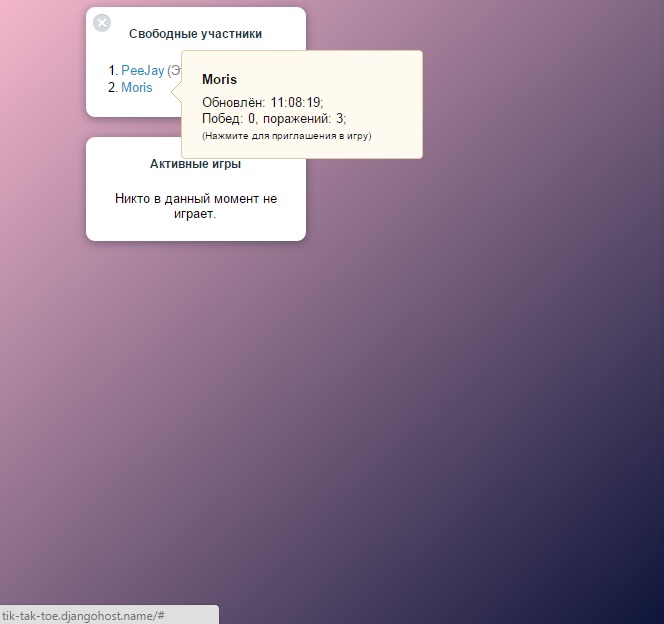 Свободные участники
1. PeeJay (Э
2. Moris
Moris
Обновлён: 11:08:19;
Побед: 0, поражений: 3;
(Нажмите для приглашения в игру)
Активные игры
Никто в данный момент не
играет.
tik-tak-toe.djangohost.name/#